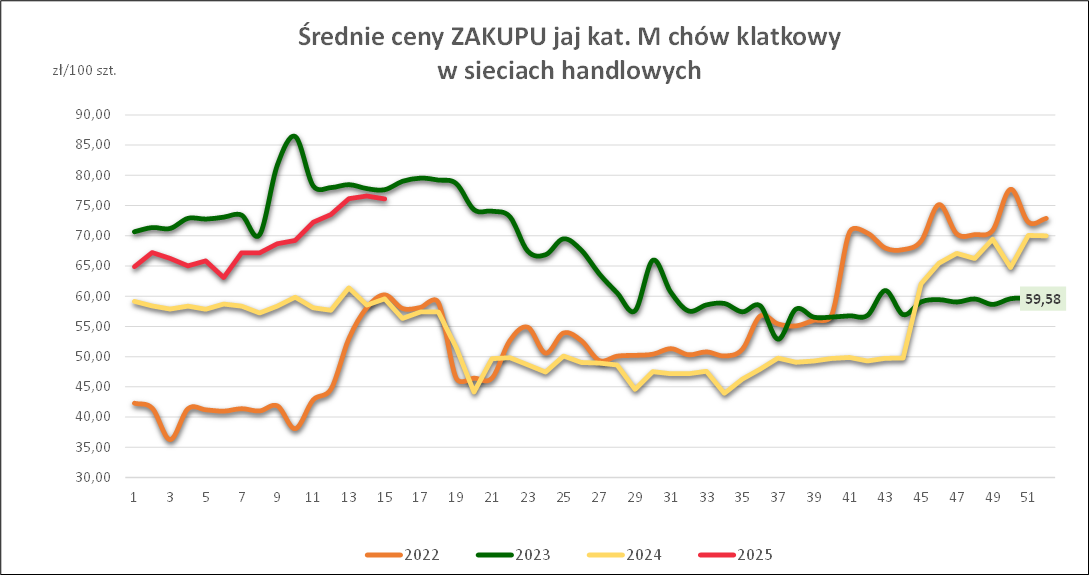 Średnie ceny ZAKUPU jaj kat. M chów klatkowy
w sieciach handlowych
zł/100 szt.
90,00
85,00
80,00
75,00
70,00
65,00
60,00
55,00
50,00
45,00
40,00
35,00
30,00
59,58
1 3 5 7 9 11 13 15 17 19 21 23 25 27 29 31 33 35 37 39 41 43 45 47 49 51
2022 2023 2024 2025